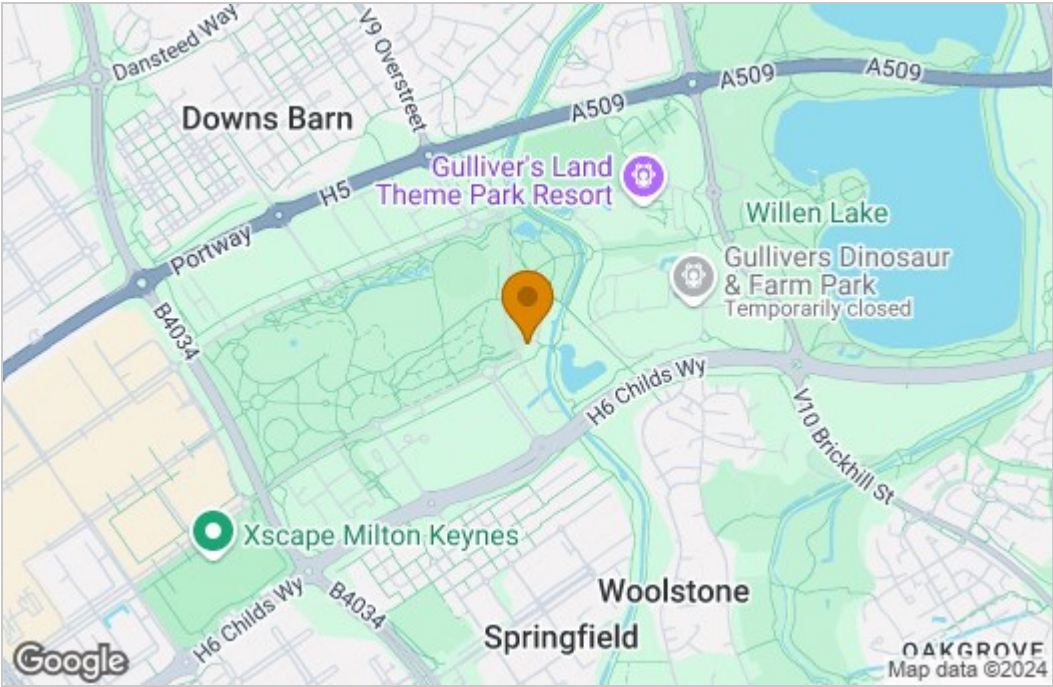 Dansteed Way
V9 Overstreet
A509
A509
A509
Downs Barn
Gulliver's Land
Theme Park Resort
H5
Willen Lake
Portway
Gullivers Dinosaur
& Farm Park
Temporarily closed
B4034
H6 Childs Wy
V10 Brickhill St
Xscape Milton Keynes
H6 Childs Wy
B4034
Woolstone
Springfield
OAKGROVE
Google
Map data ©2024